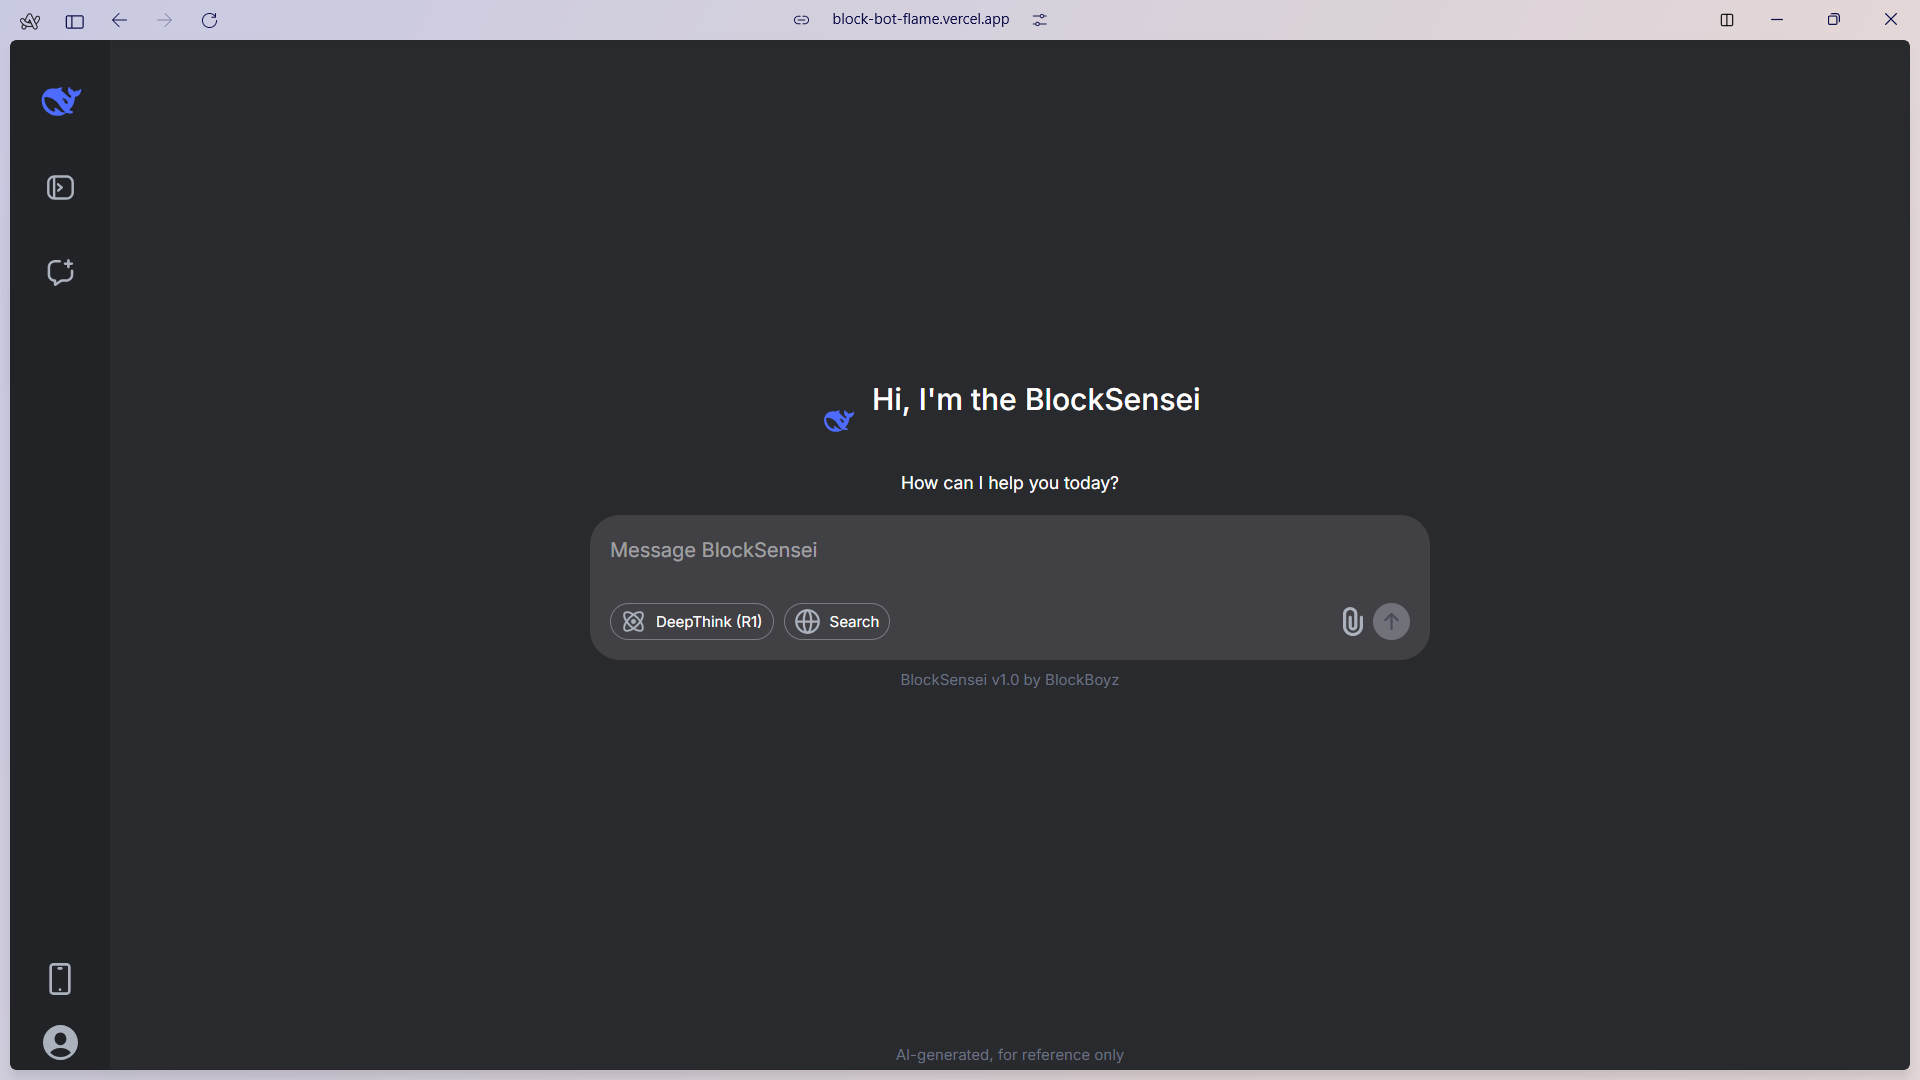 block-bot-flame.vercel.app
Hi, I'm the BlockSensei
How can I help you today?
Message BlockSensei
DeepThink (R1)
Search
BlockSensei v1.0 by BlockBoyz
AI-generated, for reference only